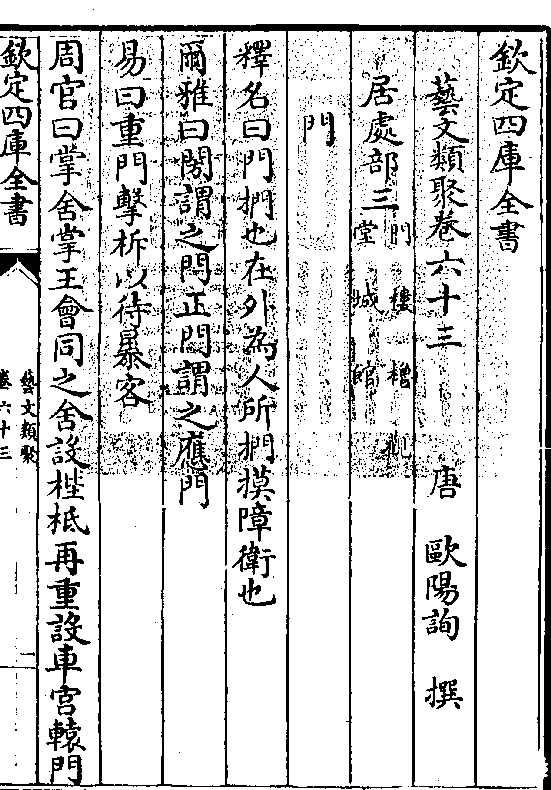 欽定四庫全書
藝文類聚卷六十三
唐 歐陽詢 撰
居處部三 門 樓 櫓 觀 堂 城 館
門
釋名曰門捫也在外為人所捫摸障衛也
爾雅曰閍謂之門正門謂之應門
易曰重門擊柝以待暴客
周官曰掌舍掌王會同之舍設梐枑再重設車宮轅門
欽定四庫全書
藝文類聚
卷六十三
一